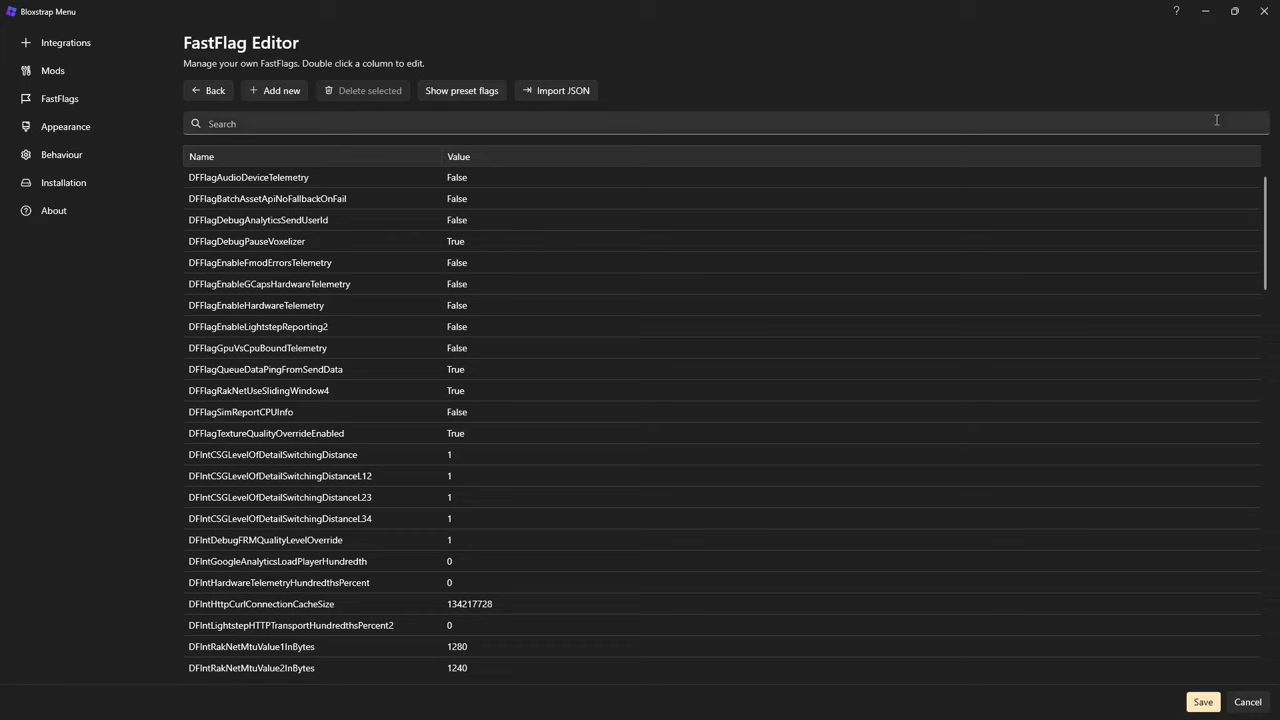 Bloxstrap Menu
?
Integrations
Mods
FastFlags
Appearance
Behaviour
Installation
About
FastFlag Editor
Manage your own FastFlags. Double click a column to edit.
Back
Add new
Delete selected
Show preset flags
Import JSON
Search
Name Value
DFFlagAudioDeviceTelemetry False
DFFlagBatchAssetApiNoFallbackOnFail False
DFFlagDebugAnalyticsSendUserId False
DFFlagDebugPauseVoxelizer True
DFFlagEnableFmodErrorsTelemetry False
DFFlagEnableGCapsHardwareTelemetry False
DFFlagEnableHardwareTelemetry False
DFFlagEnableLightstepReporting2 False
DFFlagGpuVsCpuBoundTelemetry False
DFFlagQueueDataPingFromSendData True
DFFlagRakNetUseSlidingWindow4 True
DFFlagSimReportCPUInfo False
DFFlagTextureQualityOverrideEnabled True
DFIntCSGLevelOfDetailSwitchingDistance 1
DFIntCSGLevelOfDetailSwitchingDistanceL12 1
DFIntCSGLevelOfDetailSwitchingDistanceL23 1
DFIntCSGLevelOfDetailSwitchingDistanceL34 1
DFIntDebugFRMQualityLevelOverride 1
DFIntGoogleAnalyticsLoadPlayerHundredth 0
DFIntHardwareTelemetryHundredthsPercent 0
DFIntHttpCurlConnectionCacheSize 134217728
DFIntLightstepHTTPTransportHundredthsPercent2 0
DFIntRakNetMtuValue1InBytes 1280
DFIntRakNetMtuValue2InBytes 1240
Save
Cancel